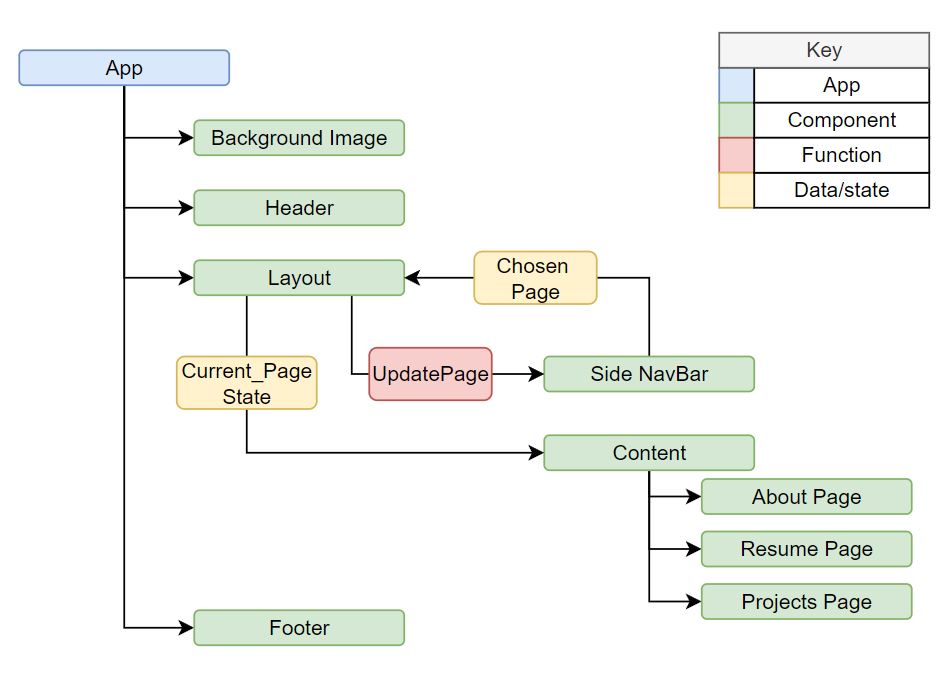 App
Background Image
Header
Layout
Chosen
Page
Current_Page
State
UpdatePage
Side NavBar
Content
About Page
Resume Page
Projects Page
Footer
Key
App
Component
Function
Data/state